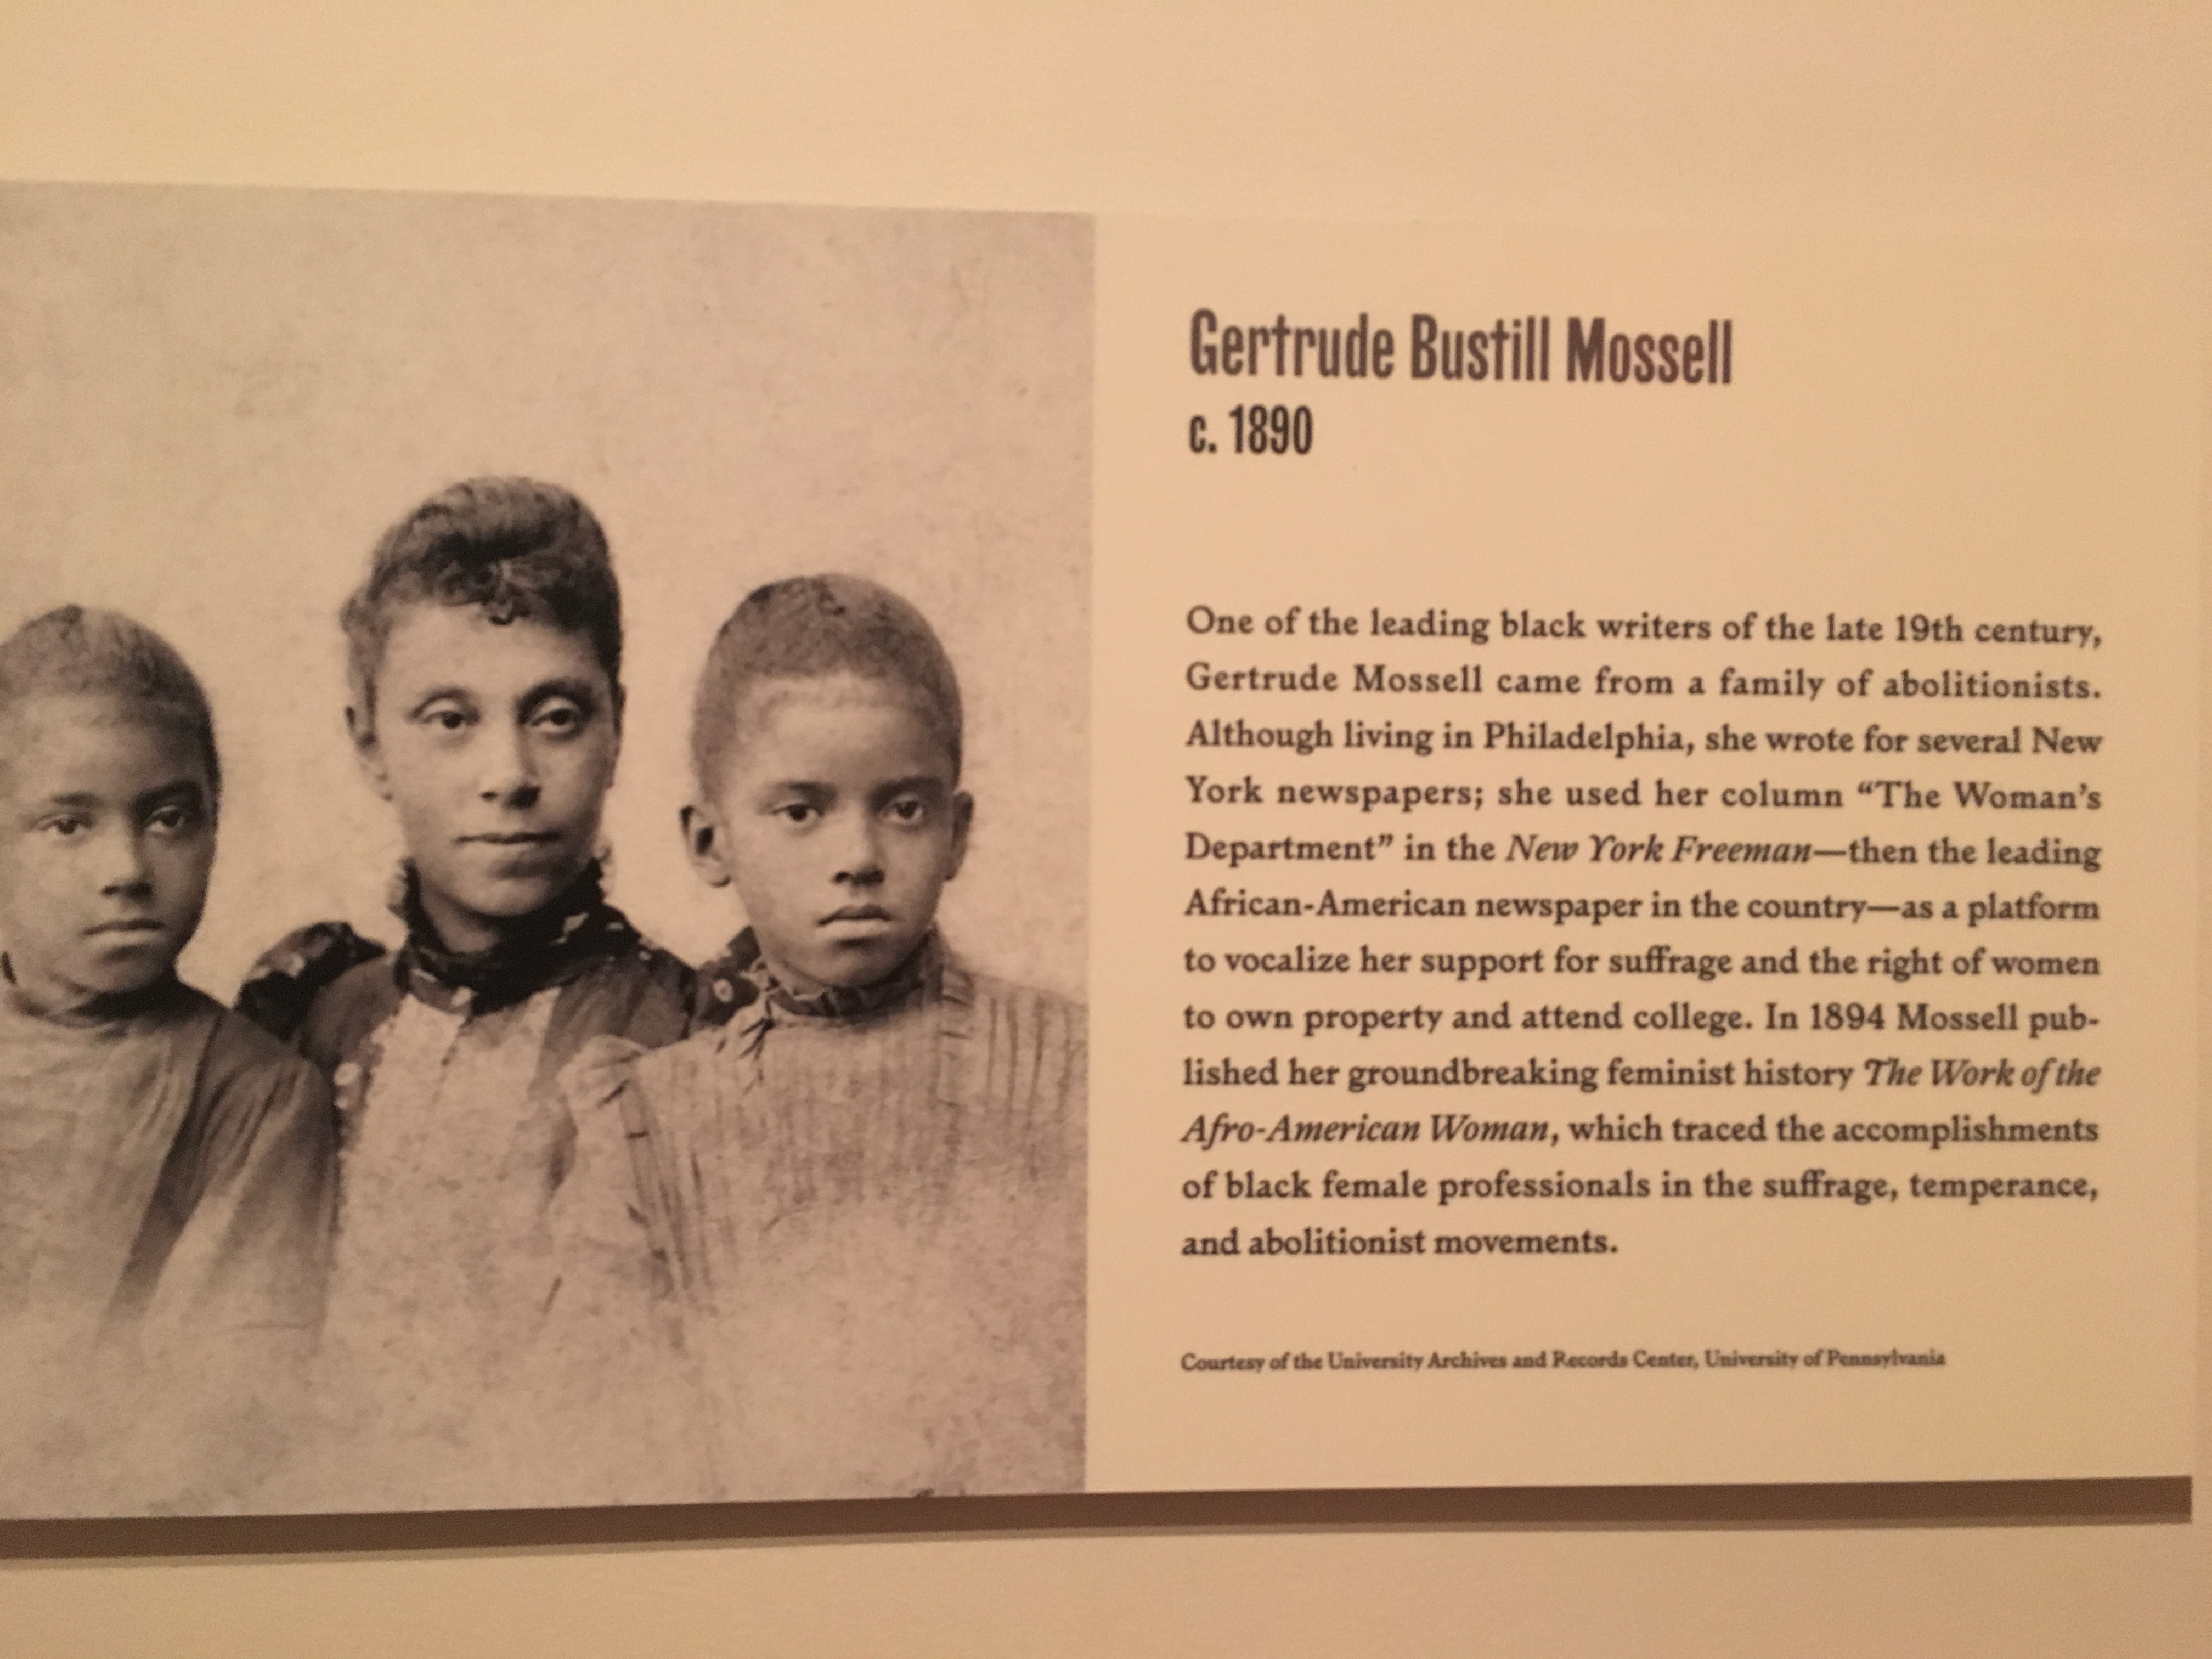 Gertrude Bustill Mossell
c. 1890
One of the leading black writers of the late 19th century,
Gertrude Mossell came from a family of abolitionists.
Although living in Philadelphia, she wrote for several New
York newspapers; she used her column “The Woman’s
Department” in the New York Freeman—then the leading
African-American newspaper in the country—as a platform
to vocalize her support for suffrage and the right of women
to own property and attend college. In 1894 Mossell pub-
lished her groundbreaking feminist history The Work of the
Afro-American Woman, which traced the accomplishments
of black female professionals in the suffrage, temperance,
and abolitionist movements.
Courtesy of the University Archives and Records Center, University of Pennsylvania